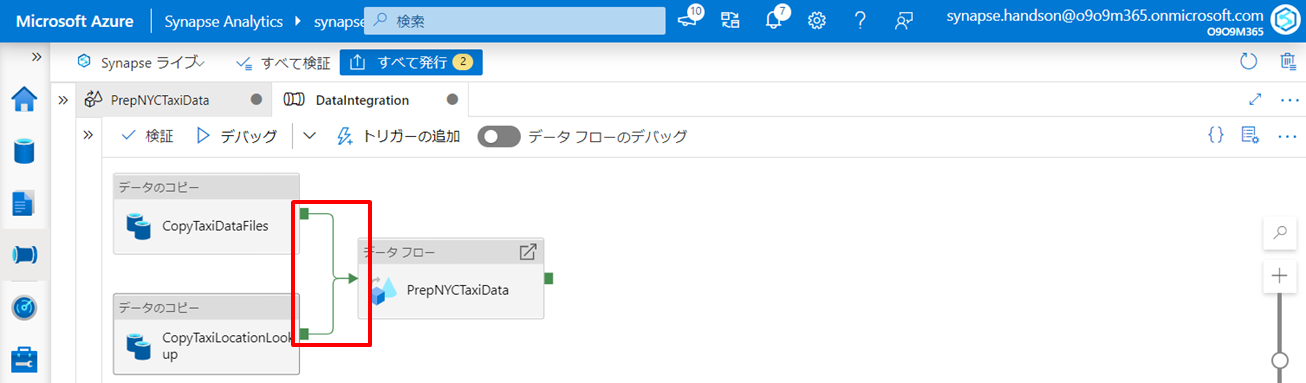 Microsoft Azure Synapse Analytics synapse 検索 10 7 synapse.handson@o9o9m365.onmicrosoft.com
O9O9M365
Synapse ライブ すべて検証 すべて発行 2
PrepNYCTaxiData DataIntegration
検証 デバッグ トリガーの追加 データ フローのデバッグ {}
データのコピー
CopyTaxiDataFiles
データ フロー
PrepNYCTaxiData
データのコピー
CopyTaxiLocationLook
up